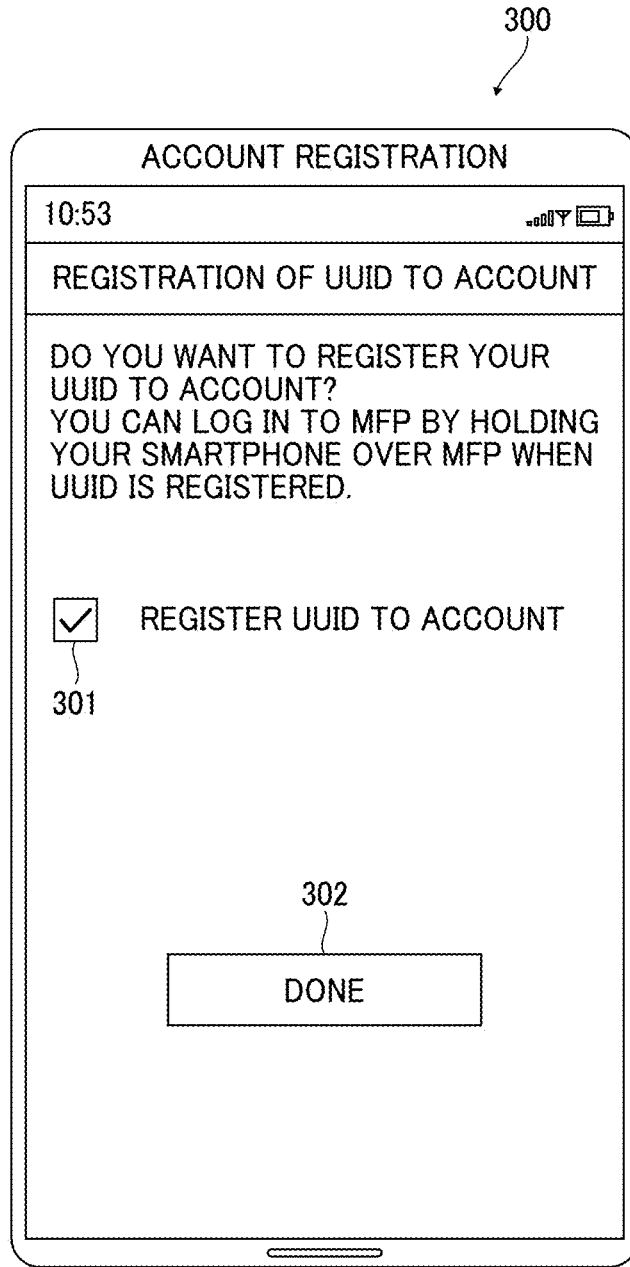 300
ACCOUNT REGISTRATION
10:53
REGISTRATION OF UUID TO ACCOUNT
DO YOU WANT TO REGISTER YOUR
UUID TO ACCOUNT?
YOU CAN LOG IN TO MFP BY HOLDING
YOUR SMARTPHONE OVER MFP WHEN
UUID IS REGISTERED.
REGISTER UUID TO ACCOUNT
301
302
DONE